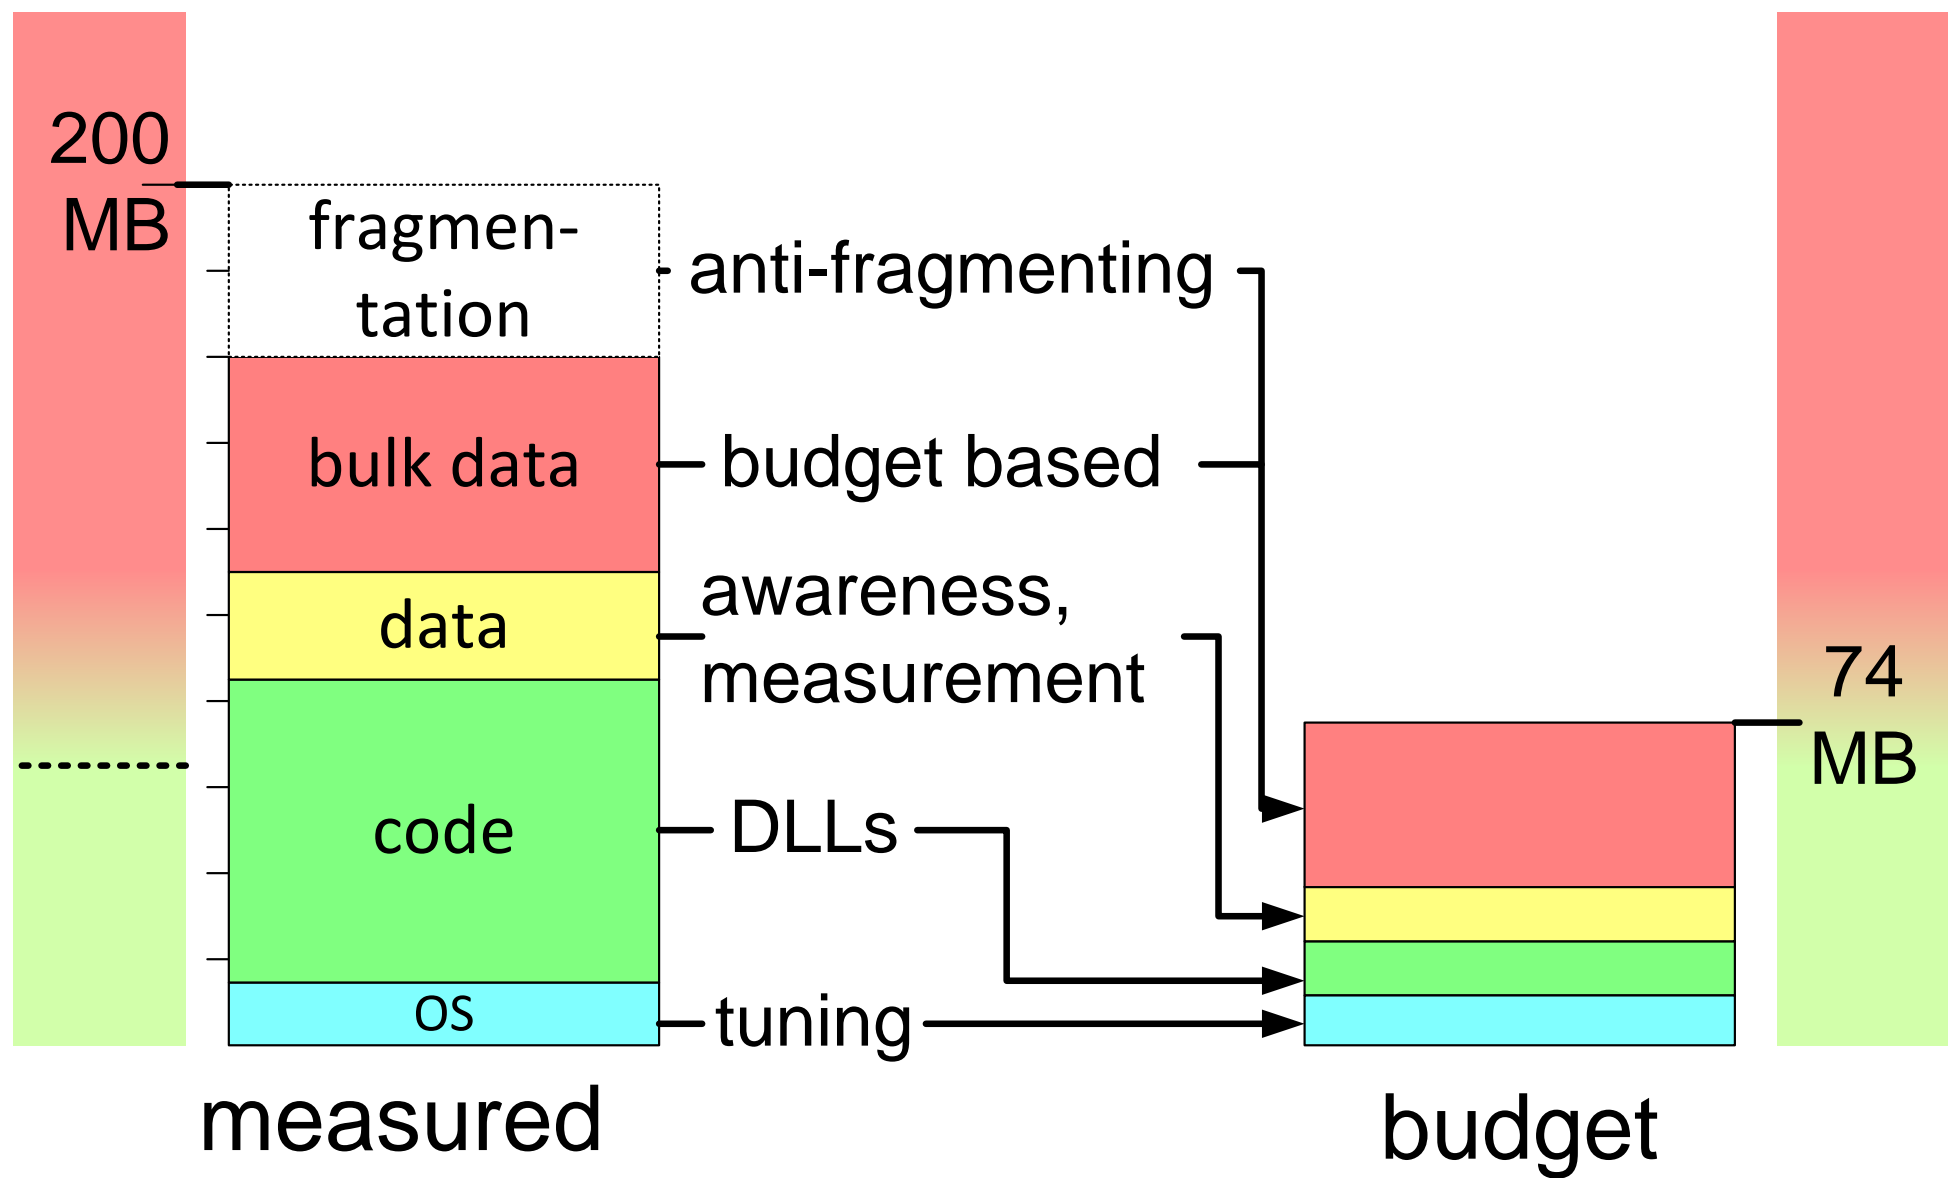 200
MB
fragmen-
tation
anti-fragmenting
bulk data
budget based
data
awareness,
measurement
74
MB
code
DLLs
OS
tuning
measured
budget